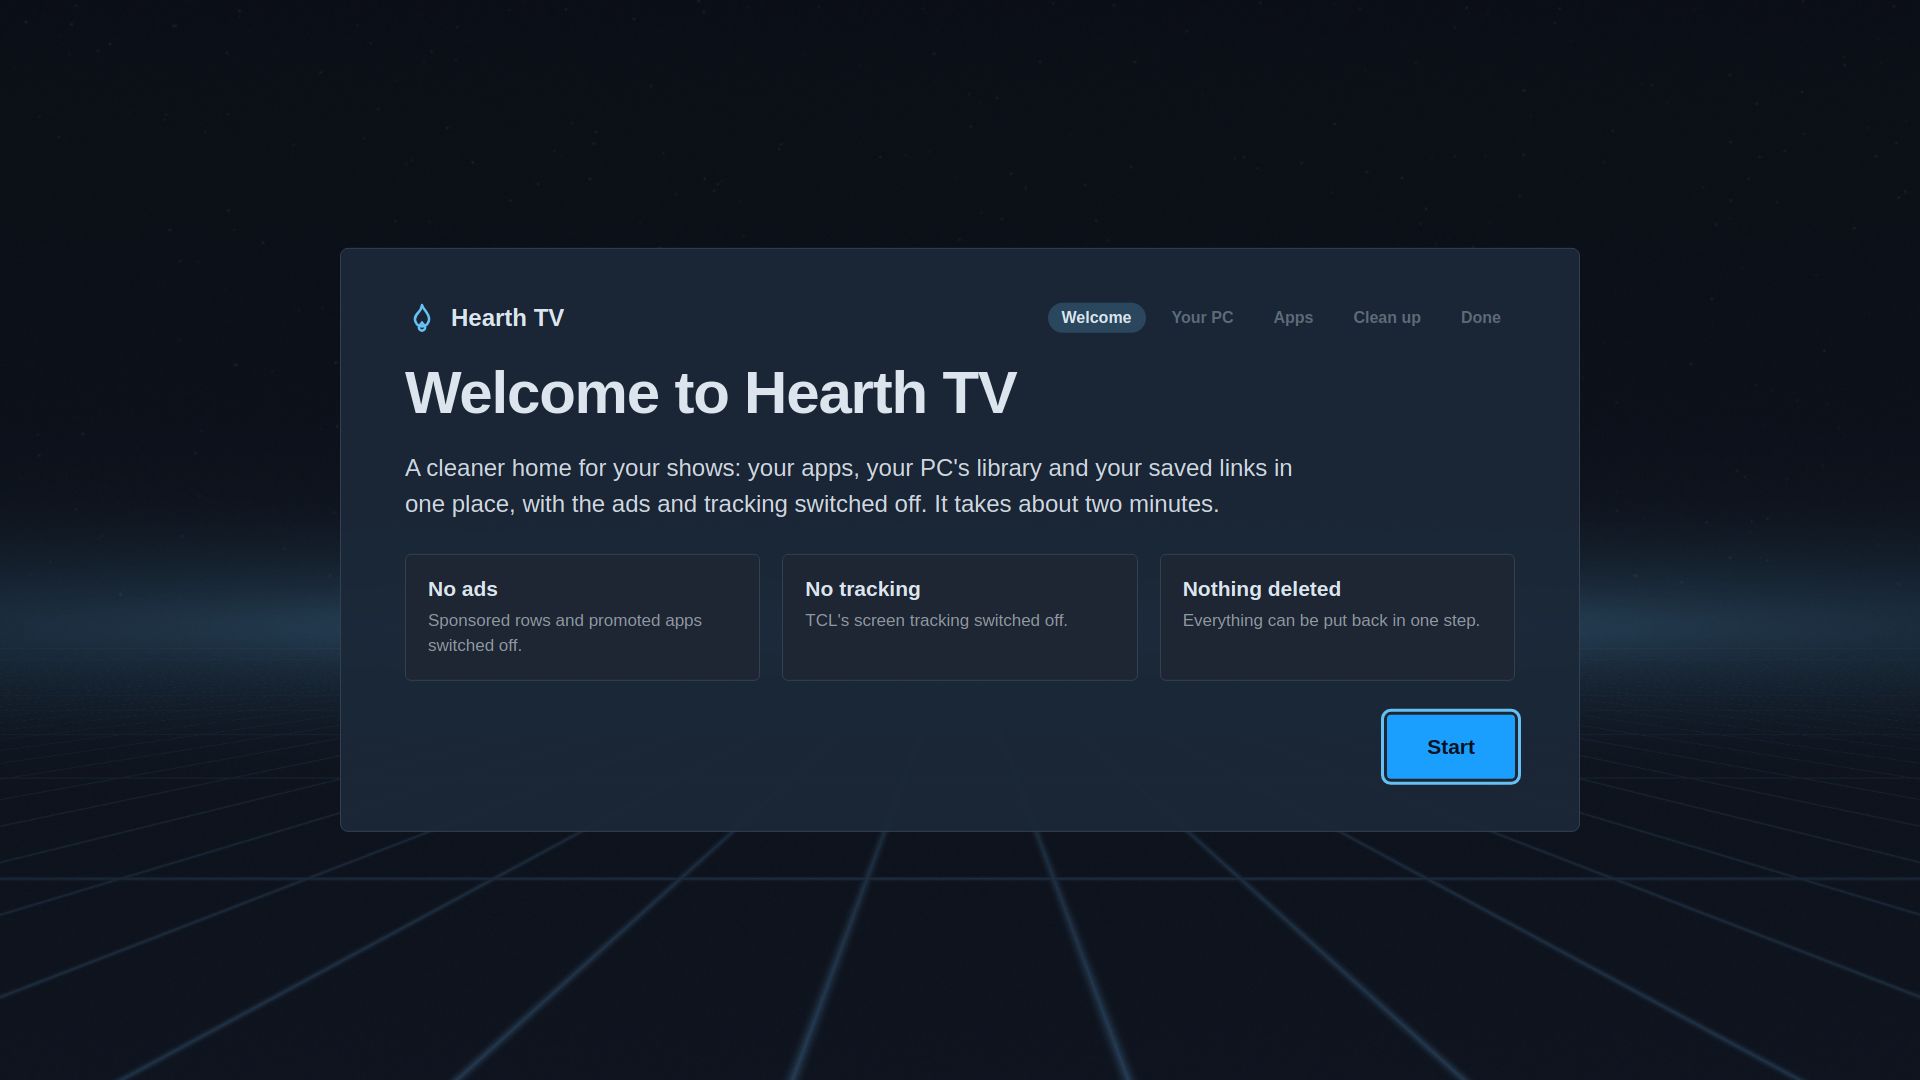 Hearth TV
Welcome
Your PC
Apps
Clean up
Done
Welcome to Hearth TV
A cleaner home for your shows: your apps, your PC's library and your saved links in
one place, with the ads and tracking switched off. It takes about two minutes.
No ads
Sponsored rows and promoted apps
switched off.
No tracking
TCL's screen tracking switched off.
Nothing deleted
Everything can be put back in one step.
Start